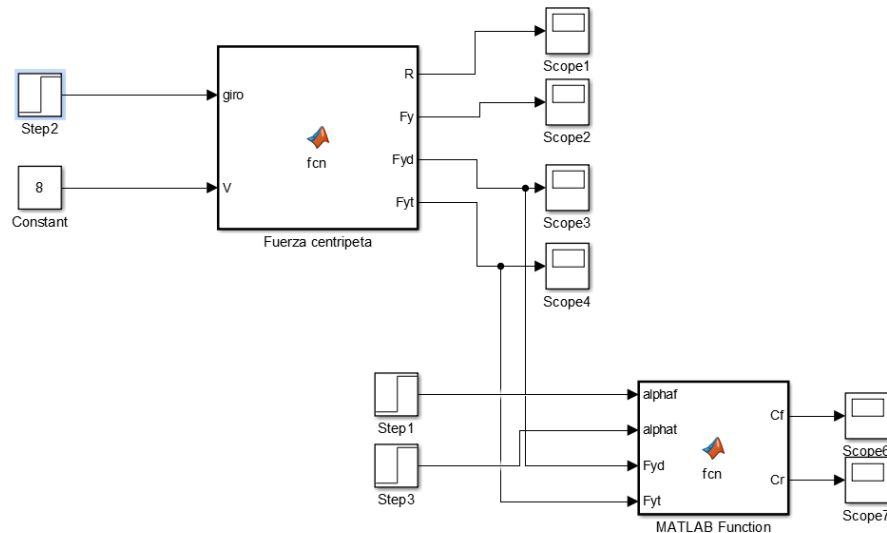 Scope1
R
giro
Step2
Fy
Scope2
fcn
Fyd
8
V
Fyt
Constant
Scope3
Fuerza centripeta
Scope4
alphaf
Cf
Step1
alphat
Scope6
fcn
Fyd
Cr
Step3
Fyt
Scope7
MATLAB Function